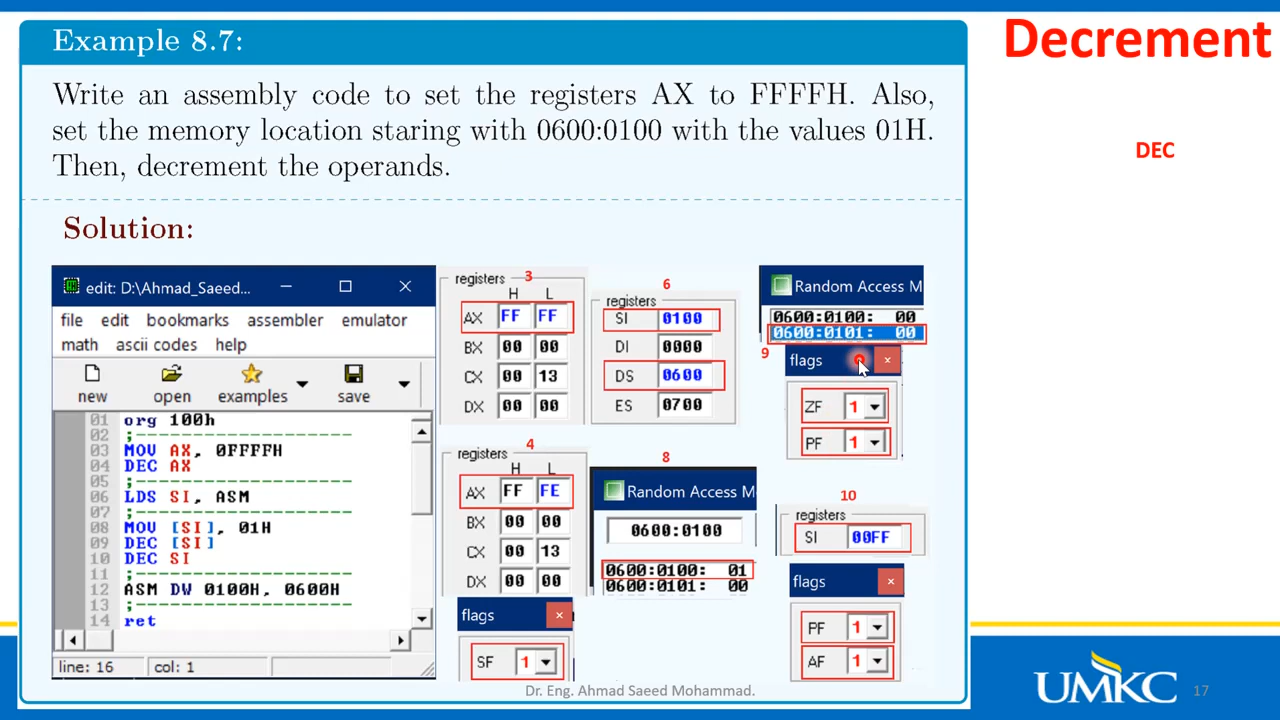 Example 8.7:
Decrement
Write an assembly code to set the registers AX to FFFFH. Also,
set the memory location staring with 0600:0100 with the values 01H.
Then, decrement the operands.
DEC
Solution:
edit: D:\Ahmad_Saeed...
file edit bookmarks assembler emulator
math ascii codes help
new open examples save
01 org 100h
02 ;--------------------
03 MOV AX, 0FFFFH
04 DEC AX
05 ;--------------------
06 LDS SI, ASM
07 ;--------------------
08 MOV [SI], 01H
09 DEC [SI]
10 DEC SI
11 ;--------------------
12 ASM DW 0100H, 0600H
13 ;--------------------
14 ret
line: 16 col: 1
3
registers
H L
AX FF FF
BX 00 00
CX 00 13
DX 00 00
4
registers
H L
AX FF FE
BX 00 00
CX 00 13
DX 00 00
flags
SF 1
6
registers
SI 0100
DI 0000
DS 0600
ES 0700
8
Random Access M
0600:0100
0600:0100: 01
0600:0101: 00
Random Access M
0600:0100: 00
0600:0101: 00
9
flags
ZF 1
PF 1
10
registers
SI 00FF
flags
PF 1
AF 1
Dr. Eng. Ahmad Saeed Mohammad.
UMKC
17